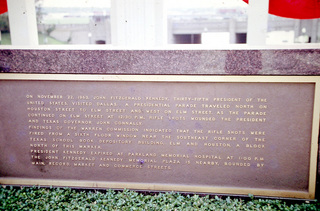 ON NOVEMBER 22, 1963, JOHN FITZGERALD KENNEDY, THIRTY-FIFTH PRESIDENT OF THE
UNITED STATES, VISITED DALLAS. A PRESIDENTIAL PARADE TRAVELED NORTH ON
HOUSTON STREET TO ELM STREET AND WEST ON ELM STREET. AS THE PARADE
CONTINUED ON ELM STREET AT 12:30 P.M. RIFLE SHOTS WOUNDED THE PRESIDENT
AND TEXAS GOVERNOR JOHN CONNALLY.
FINDINGS OF THE WARREN COMMISSION INDICATED THAT THE RIFLE SHOTS WERE
FIRED FROM A SIXTH FLOOR WINDOW NEAR THE SOUTHEAST CORNER OF THE
TEXAS SCHOOL BOOK DEPOSITORY BUILDING, ELM AND HOUSTON, A BLOCK
NORTH OF THIS MARKER.
PRESIDENT KENNEDY EXPIRED AT PARKLAND MEMORIAL HOSPITAL AT 1:00 P.M.
THE JOHN FITZGERALD KENNEDY MEMORIAL PLAZA IS NEARBY, BOUNDED BY
MAIN, RECORD, MARKET AND COMMERCE STREETS.